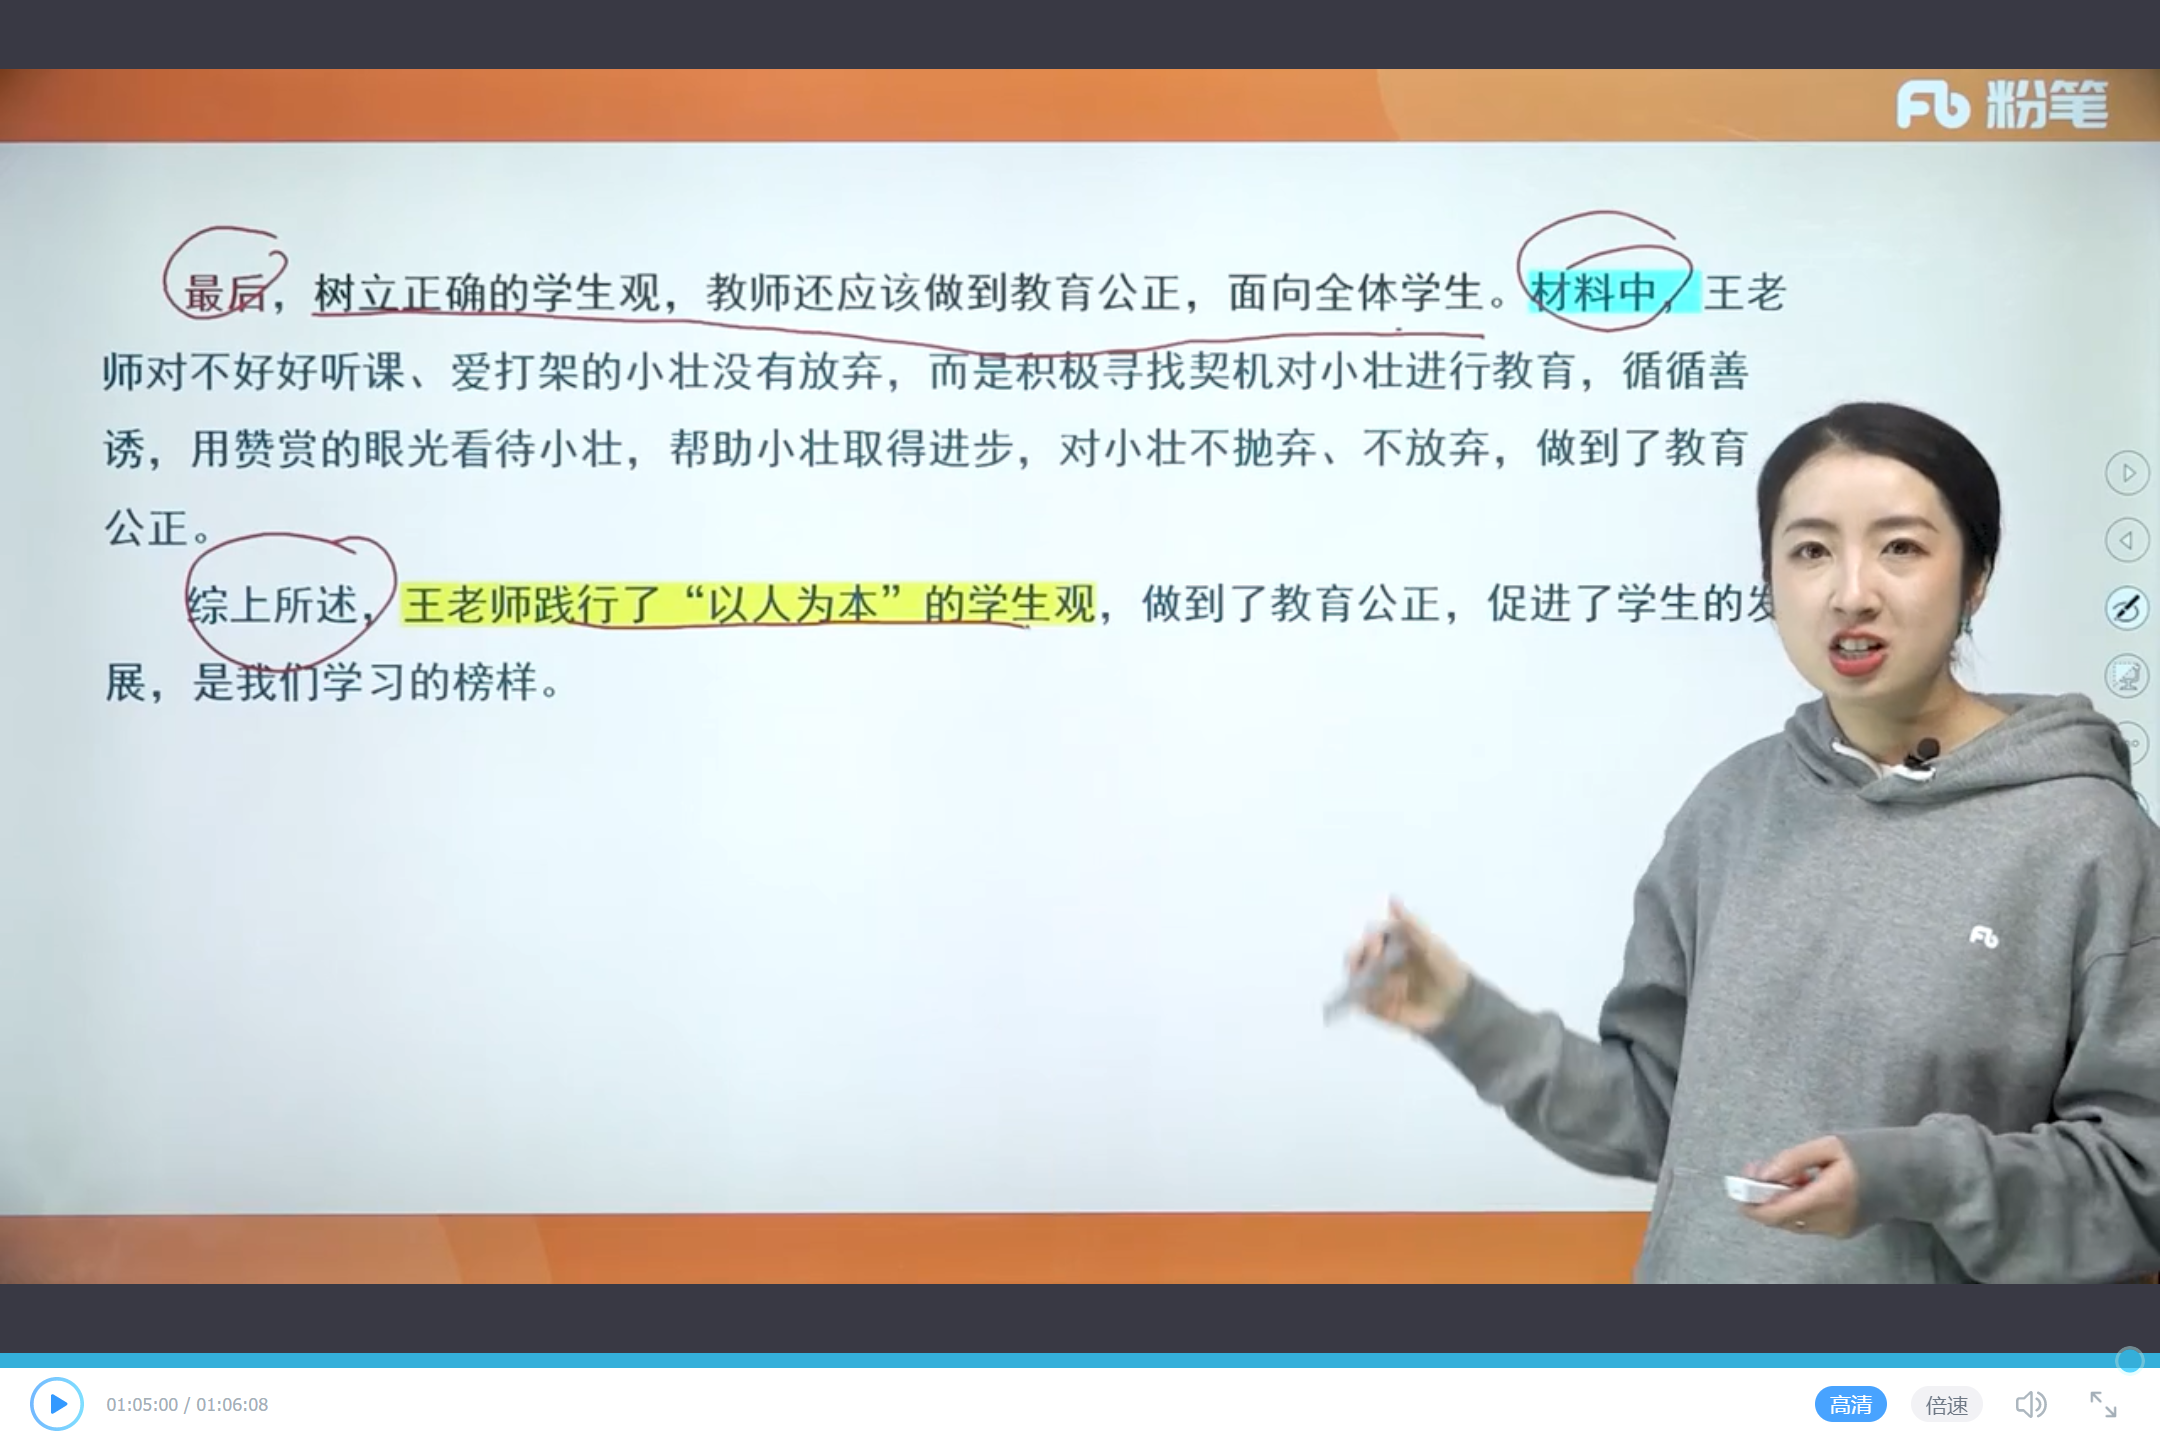 Fb 粉笔
最后，树立正确的学生观，教师还应该做到教育公正，面向全体学生。材料中，王老
师对不好好听课、爱打架的小壮没有放弃，而是积极寻找契机对小壮进行教育，循循善
诱，用赞赏的眼光看待小壮，帮助小壮取得进步，对小壮不抛弃、不放弃，做到了教育
公正。
综上所述，王老师践行了“以人为本”的学生观，做到了教育公正，促进了学生的发
展，是我们学习的榜样。
Fb
01:05:00 / 01:06:08
高清
倍速